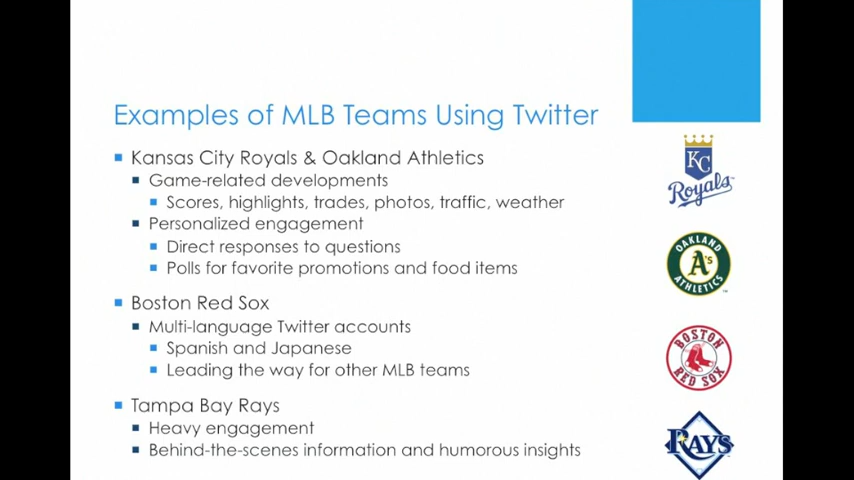 Examples of MLB Teams Using Twitter
Kansas City Royals & Oakland Athletics
Game-related developments
Scores, highlights, trades, photos, traffic, weather
Personalized engagement
Direct responses to questions
Polls for favorite promotions and food items
Boston Red Sox
Multi-language Twitter accounts
Spanish and Japanese
Leading the way for other MLB teams
Tampa Bay Rays
Heavy engagement
Behind-the-scenes information and humorous insights
KC
Royals
OAKLAND
A's
ATHLETICS
BOSTON
RED SOX
RAYS